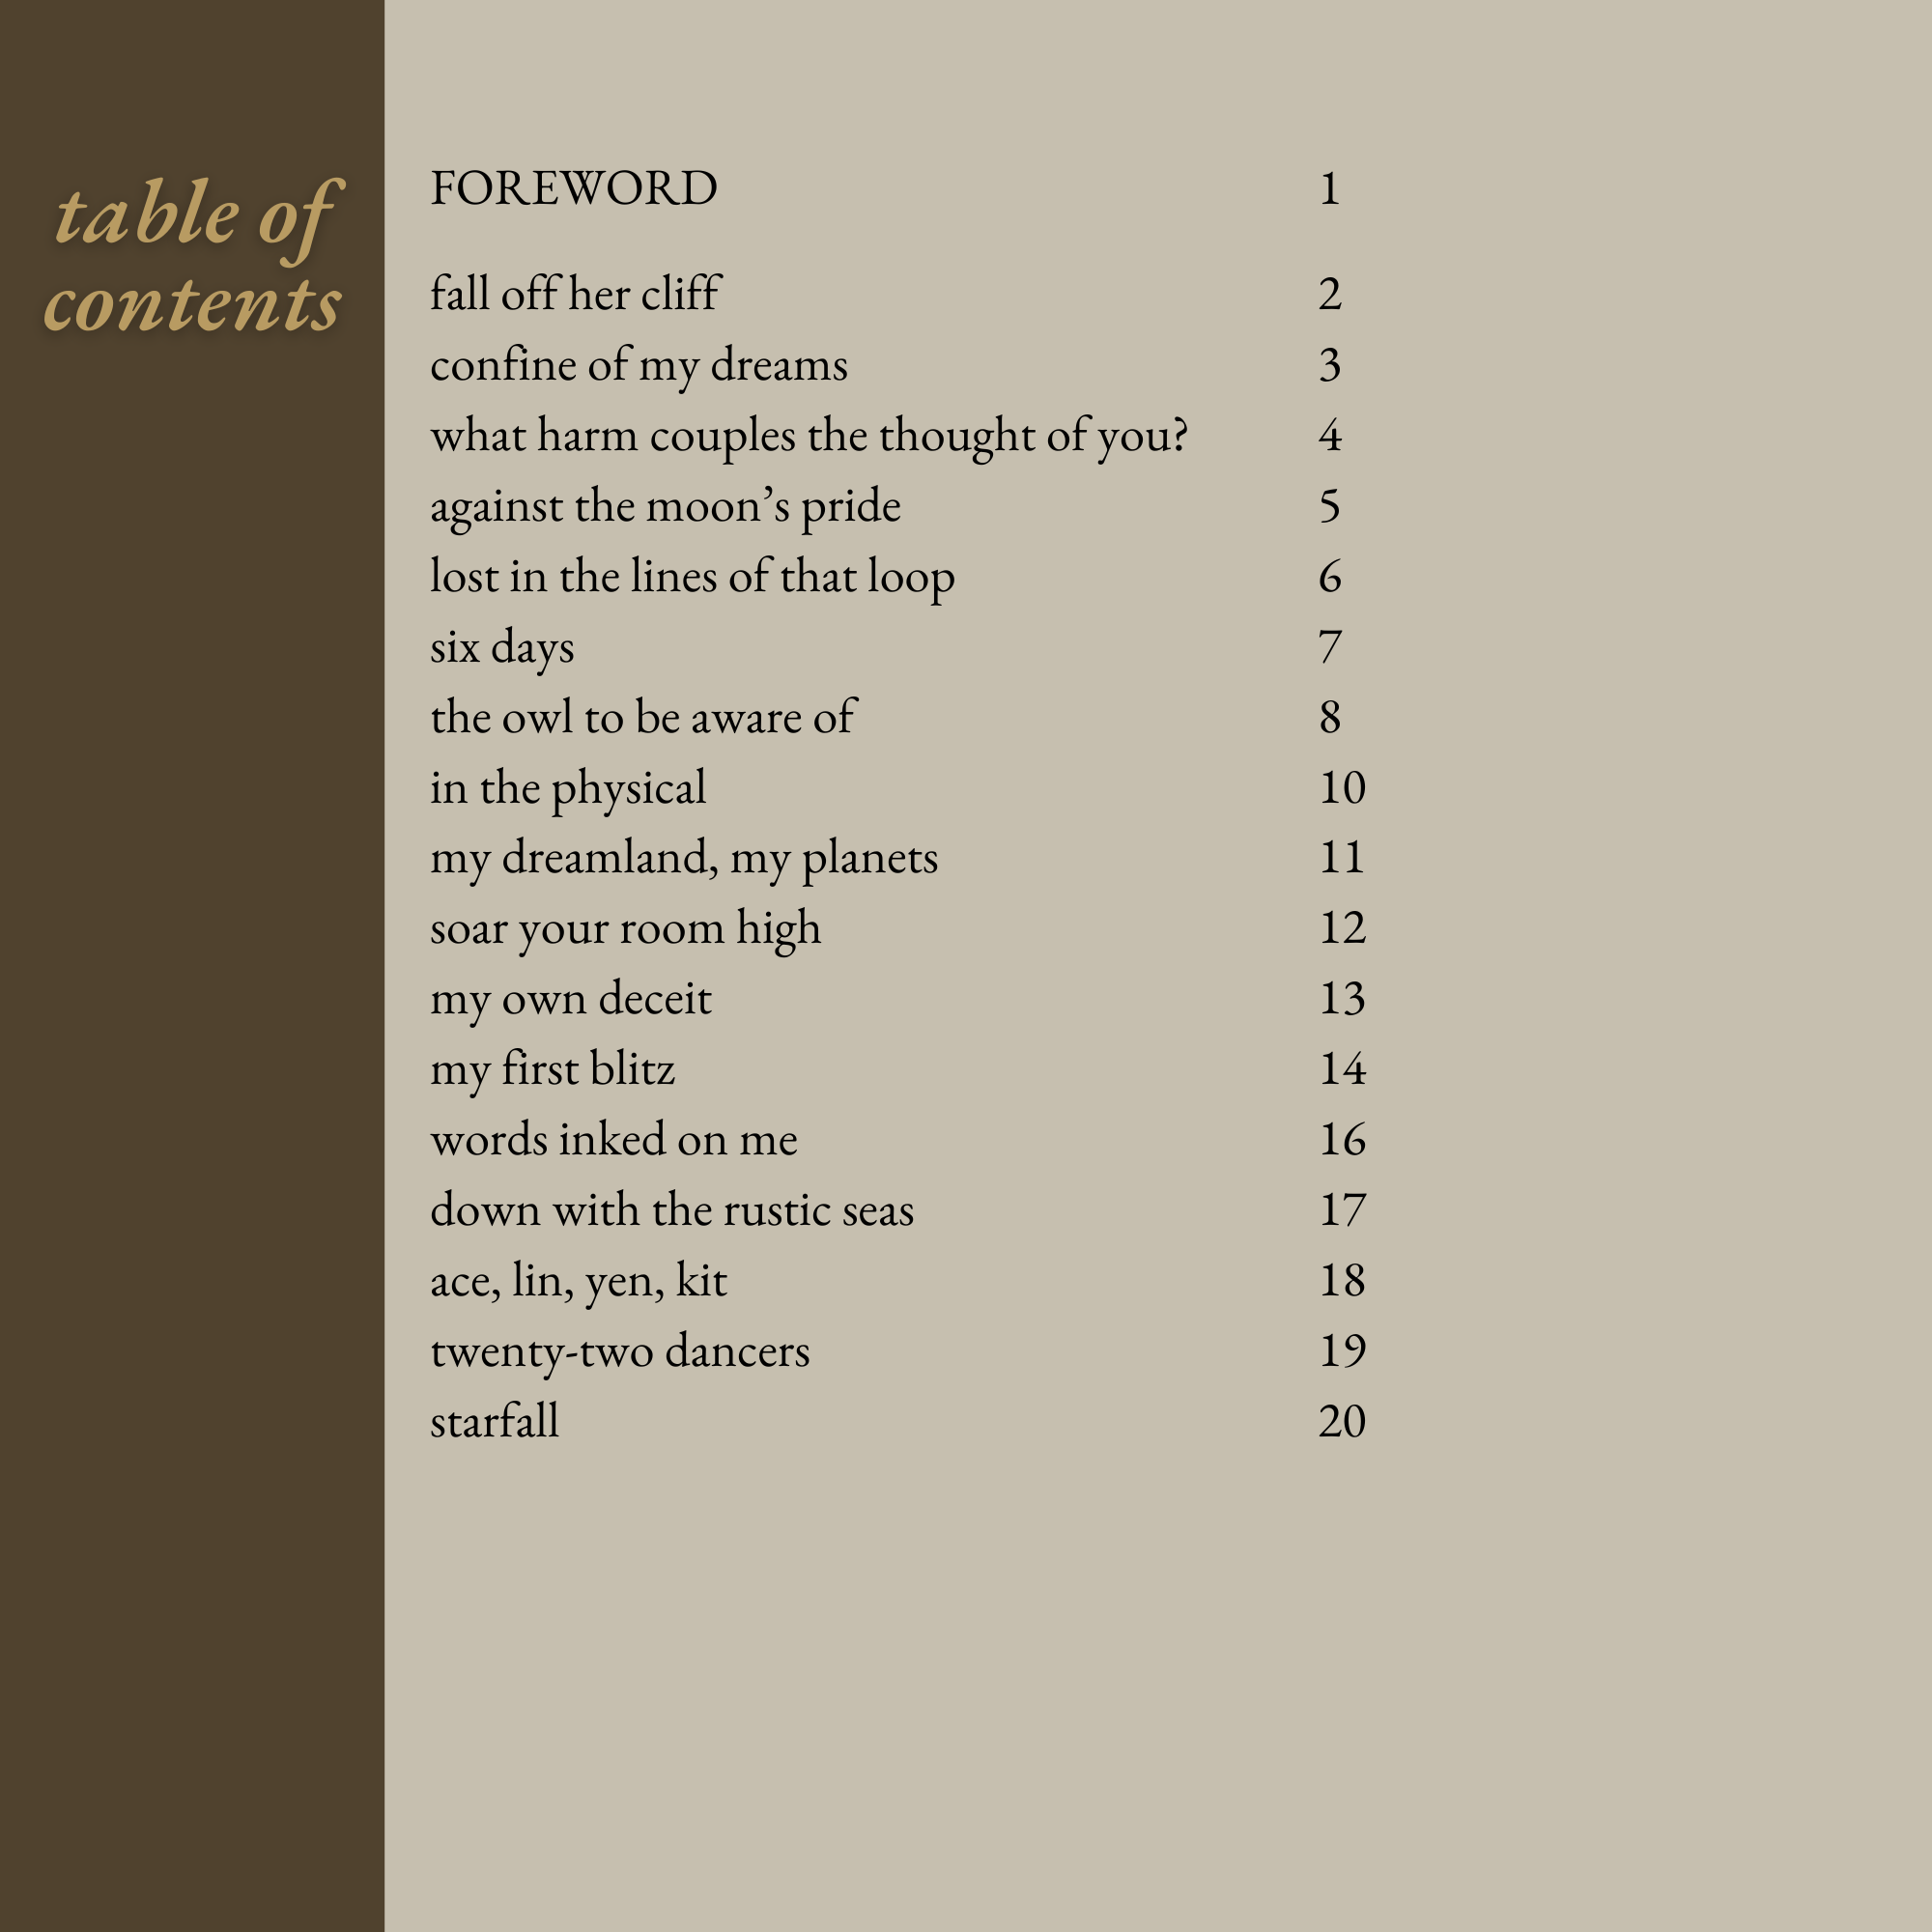 table of
contents
FOREWORD 1
fall off her cliff 2
confine of my dreams 3
what harm couples the thought of you? 4
against the moon’s pride 5
lost in the lines of that loop 6
six days 7
the owl to be aware of 8
in the physical 10
my dreamland, my planets 11
soar your room high 12
my own deceit 13
my first blitz 14
words inked on me 16
down with the rustic seas 17
ace, lin, yen, kit 18
twenty-two dancers 19
starfall 20